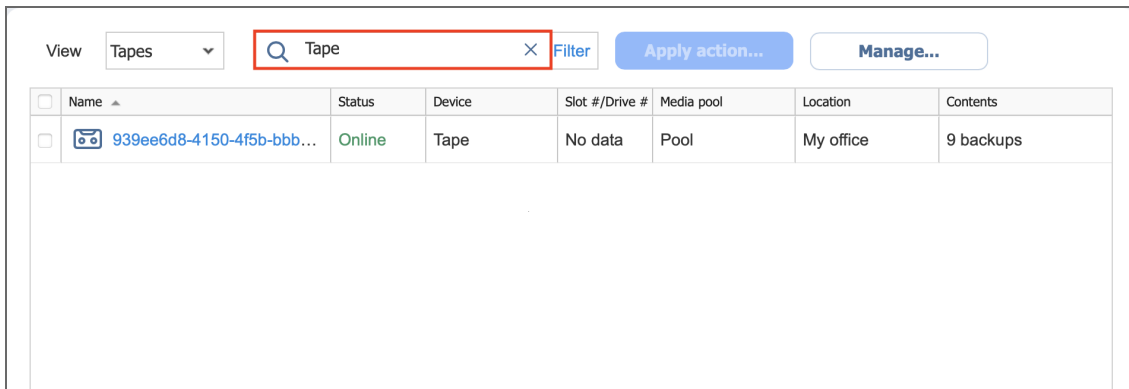 View Tapes Tape Filter Apply action... Manage...
Name Status Device Slot #/Drive # Media pool Location Contents
939ee6d8-4150-4f5b-bbb... Online Tape No data Pool My office 9 backups